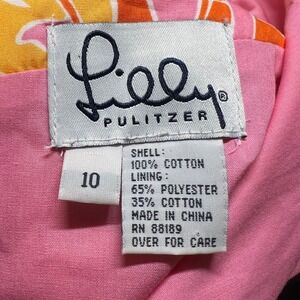 Lilly®
PULITZER
10
SHELL:
100% COTTON
LINING:
65% POLYESTER
35% COTTON
MADE IN CHINA
RN 88189
OVER FOR CARE